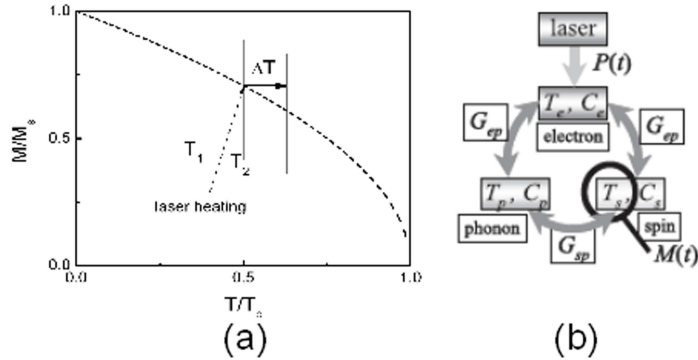 1.0
0.5
0.0
M/M_s
0.0
0.5
1.0
T/T_c
ΔT
T_1
T_2
laser heating
(a)
laser
P(t)
T_e, C_e
electron
G_ep
G_ep
T_p, C_p
phonon
T_s, C_s
spin
G_sp
M(t)
(b)